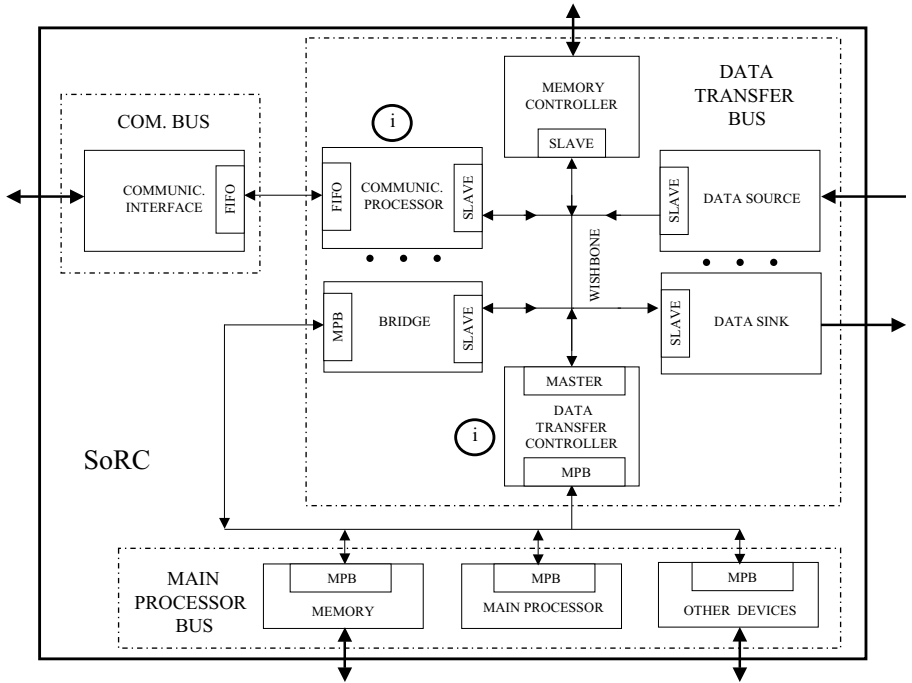 MEMORY
CONTROLLER
SLAVE
DATA
TRANSFER
BUS
COM. BUS
i
COMMUNIC.
INTERFACE
FIFO
FIFO
COMMUNIC.
PROCESSOR
SLAVE
SLAVE
DATA SOURCE
WISHBONE
MPB
BRIDGE
SLAVE
SLAVE
DATA SINK
MASTER
DATA
TRANSFER
CONTROLLER
MPB
i
SoRC
MAIN
PROCESSOR
BUS
MPB
MEMORY
MPB
MAIN PROCESSOR
MPB
OTHER DEVICES